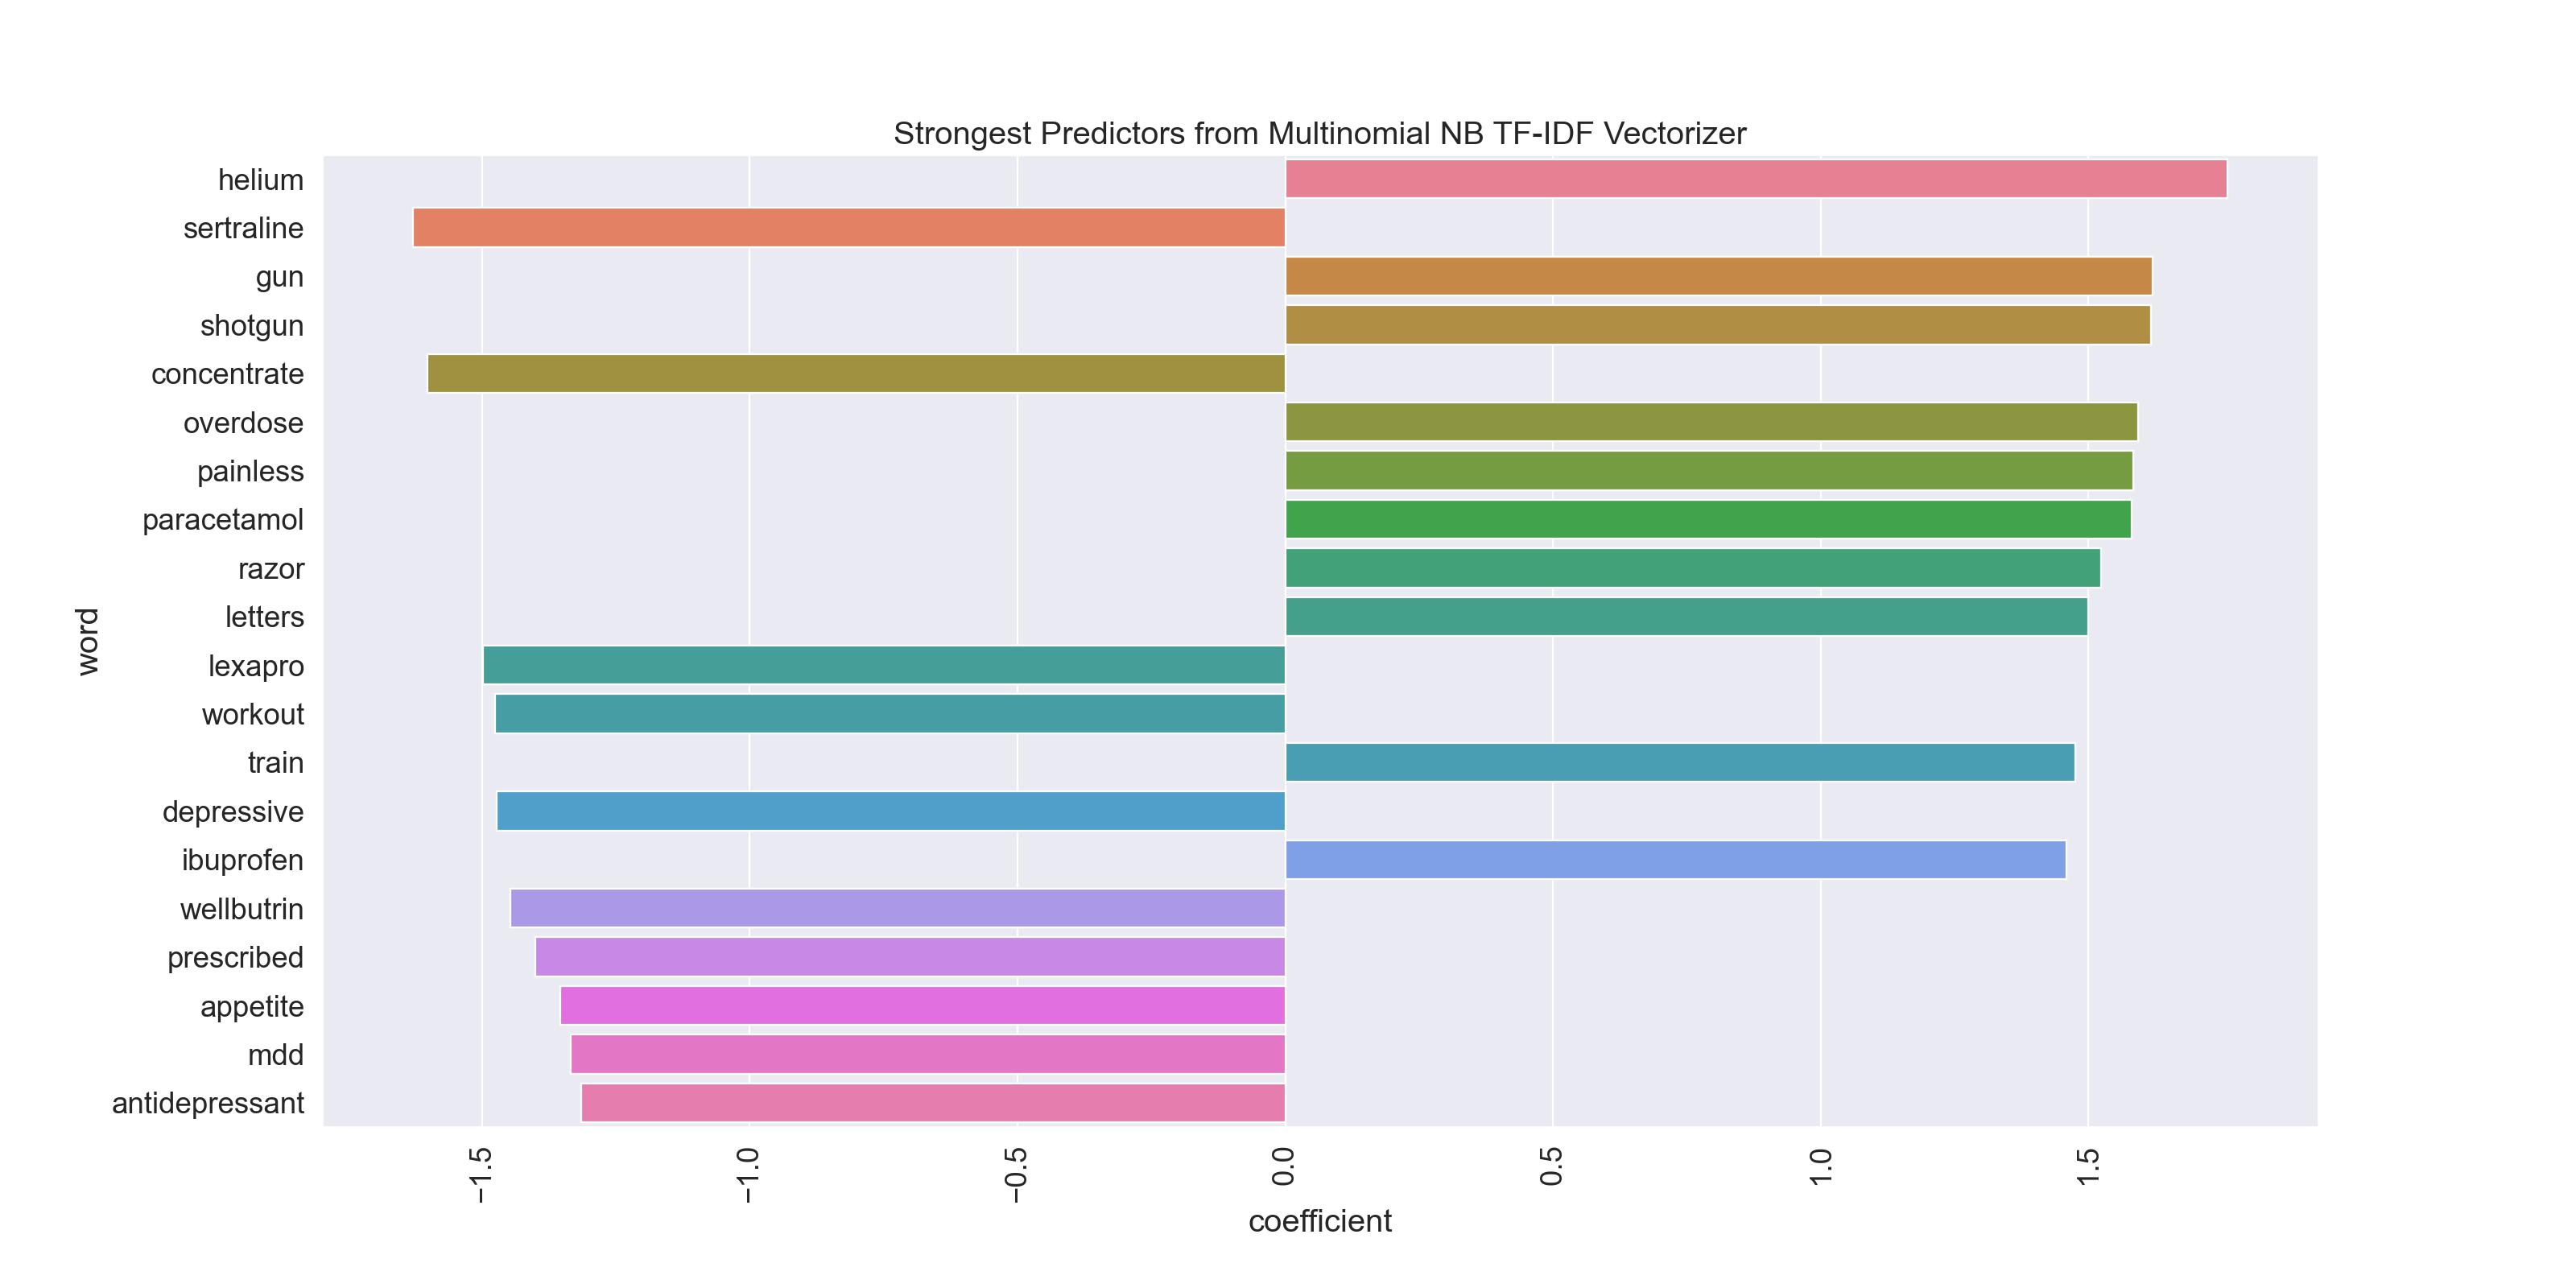 Strongest Predictors from Multinomial NB TF-IDF Vectorizer
helium
sertraline
gun
shotgun
concentrate
overdose
painless
paracetamol
razor
letters
lexapro
workout
train
depressive
ibuprofen
wellbutrin
prescribed
appetite
mdd
antidepressant
word
−1.5
−1.0
−0.5
0.0
0.5
1.0
1.5
coefficient